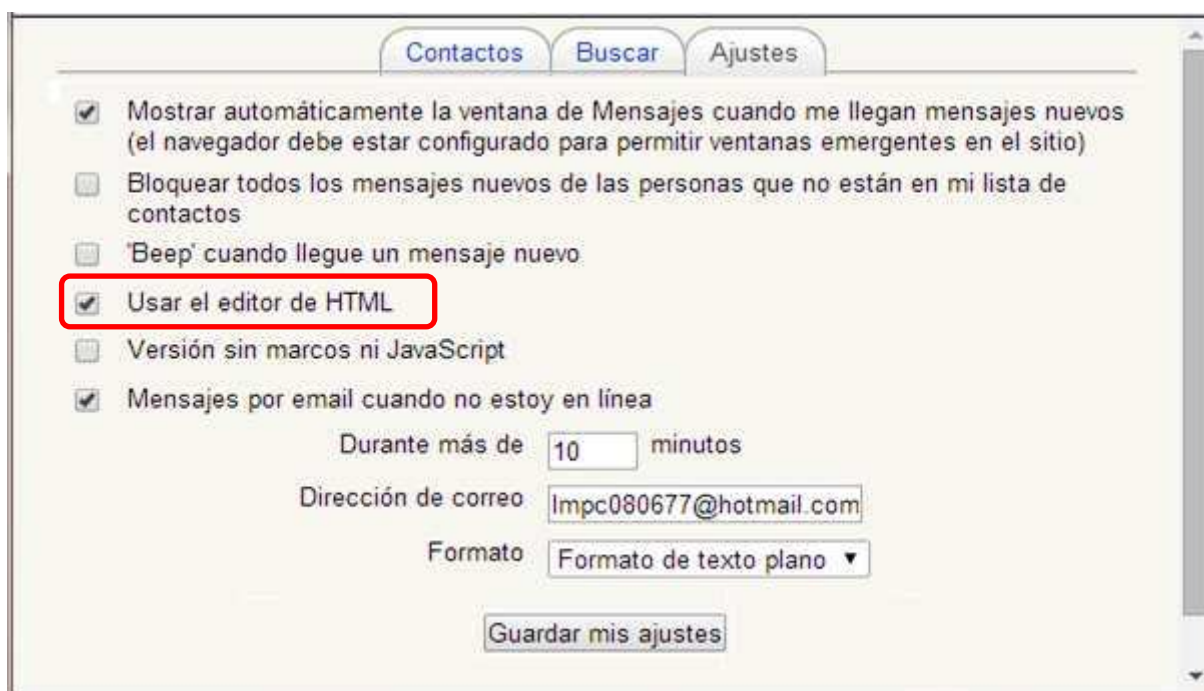 Contactos Buscar Ajustes
Mostrar automáticamente la ventana de Mensajes cuando me llegan mensajes nuevos
(el navegador debe estar configurado para permitir ventanas emergentes en el sitio)
Bloquear todos los mensajes nuevos de las personas que no están en mi lista de
contactos
'Beep' cuando llegue un mensaje nuevo
Usar el editor de HTML
Versión sin marcos ni JavaScript
Mensajes por email cuando no estoy en línea
Durante más de 10 minutos
Dirección de correo lmpc080677@hotmail.com
Formato Formato de texto plano
Guardar mis ajustes